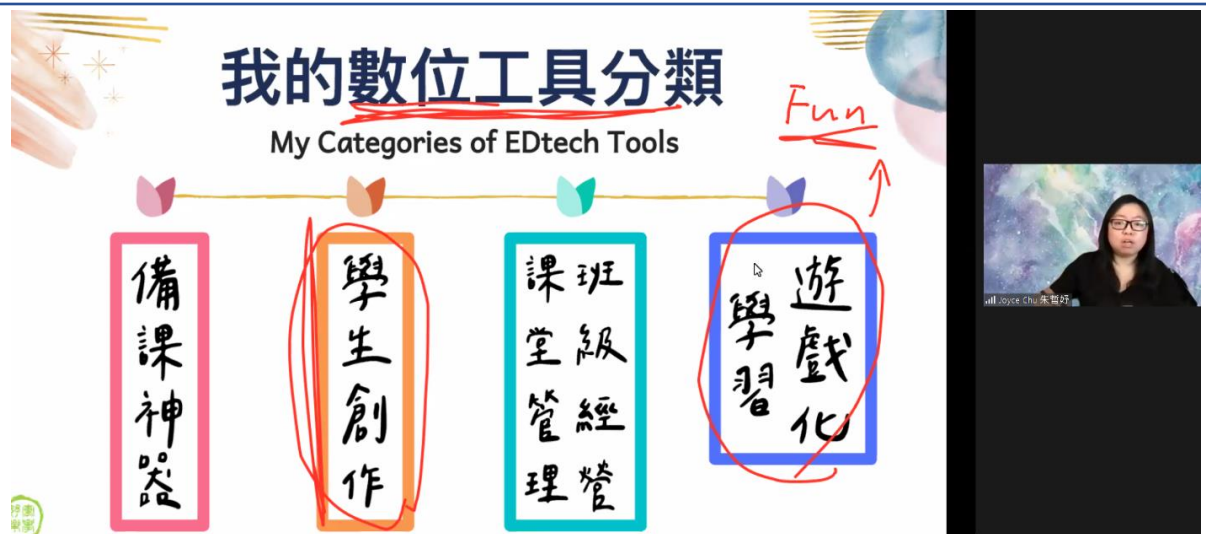 我的數位工具分類
My Categories of EDtech Tools
Fun
備課神器
學生創作
班級經營
課堂管理
遊戲化
學習
Joyce Chu 朱哲妤